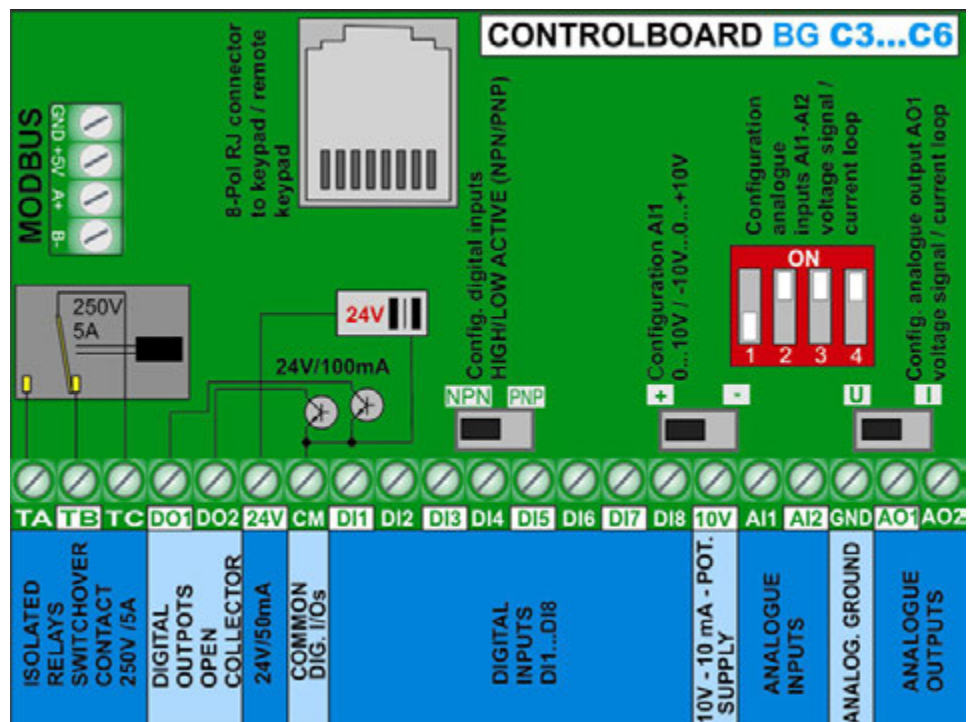 CONTROLBOARD BG C3...C6
MODBUS
GND
+5V
A+
B-
8-Pol RJ connector
to keypad / remote
keypad
Config. digital inputs
HIGH/LOW ACTIVE (NPN/PNP)
Configuration AI1
0...10V / -10V...0...+10V
Configuration
analogue
inputs AI1-AI2
voltage signal /
current loop
Config. analogue output AO1
voltage signal / current loop
ON
1 2 3 4
250V
5A
24V
24V/100mA
NPN PNP
+ -
U I
TA TB TC DO1 DO2 24V CM DI1 DI2 DI3 DI4 DI5 DI6 DI7 DI8 10V AI1 AI2 GND AO1 AO2
ISOLATED
RELAYS
SWITCHOVER
CONTACT
250V /5A
DIGITAL
OUTPOTS
OPEN
COLLECTOR
24V/50mA
COMMON
DIG. I/Os
DIGITAL
INPUTS
DI1...DI8
10V - 10 mA - POT.
SUPPLY
ANALOGUE
INPUTS
ANALOG. GROUND
ANALOGUE
OUTPUTS